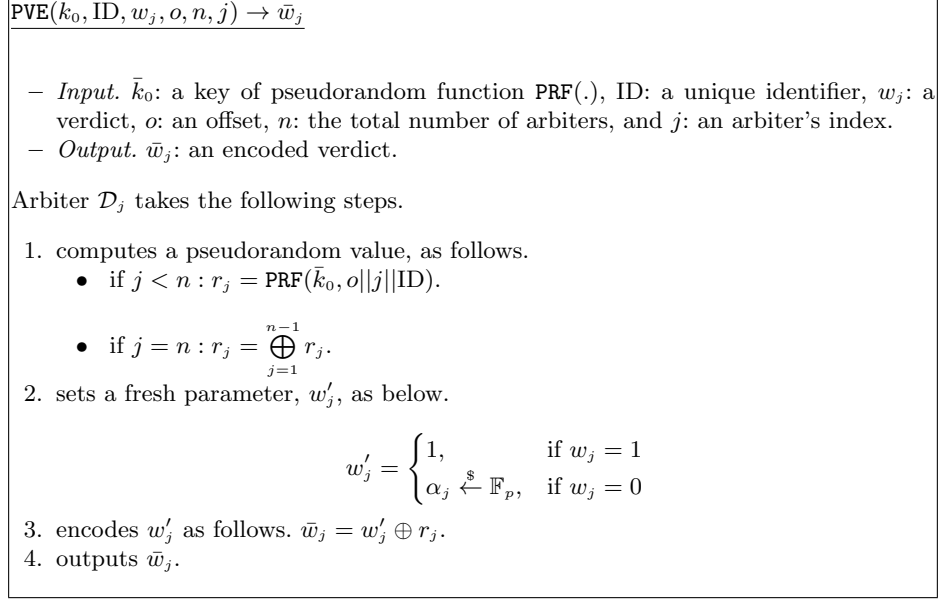 PVE(k₀, ID, wⱼ, o, n, j) → w̄ⱼ
– Input. k̄₀: a key of pseudorandom function PRF(.), ID: a unique identifier, wⱼ: a
verdict, o: an offset, n: the total number of arbiters, and j: an arbiter's index.
– Output. w̄ⱼ: an encoded verdict.
Arbiter 𝒟ⱼ takes the following steps.
1. computes a pseudorandom value, as follows.
• if j < n : rⱼ = PRF(k̄₀, o||j||ID).
• if j = n : rⱼ = ⨁_{j=1}^{n−1} rⱼ.
2. sets a fresh parameter, w′ⱼ, as below.
w′ⱼ = { 1, if wⱼ = 1
αⱼ ←$ 𝔽ₚ, if wⱼ = 0
3. encodes w′ⱼ as follows. w̄ⱼ = w′ⱼ ⊕ rⱼ.
4. outputs w̄ⱼ.